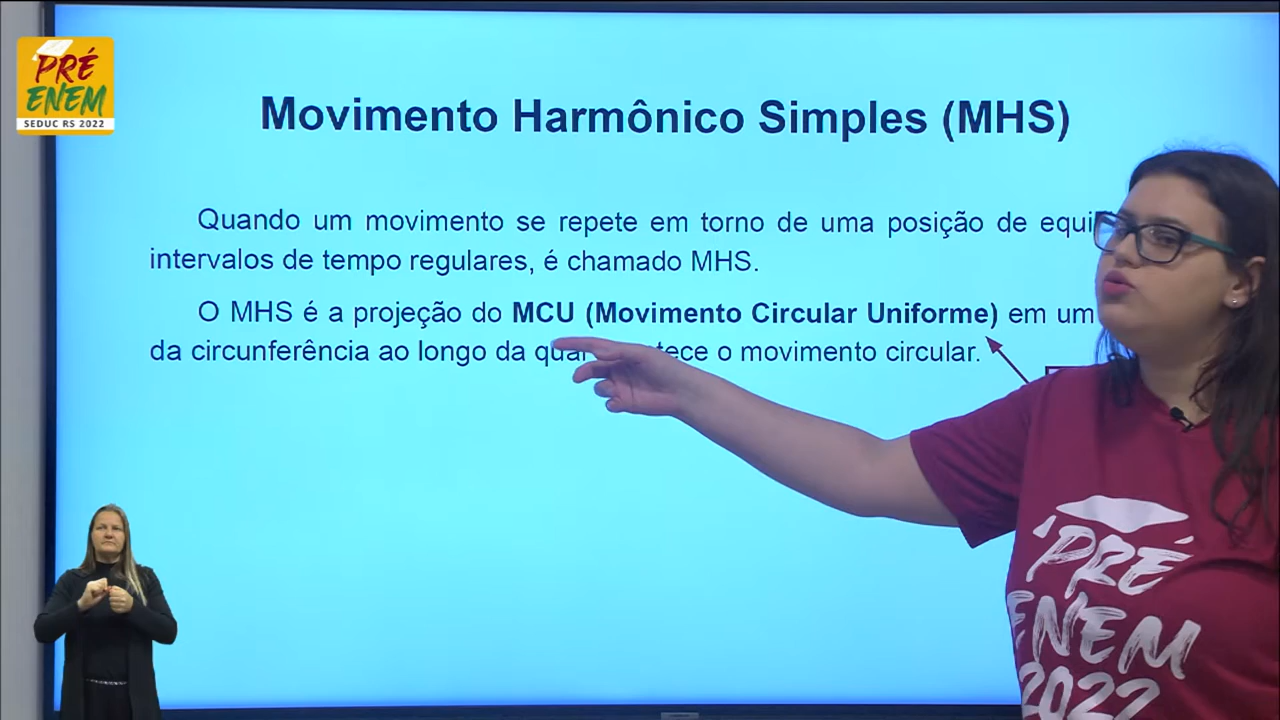 PRÉ
ENEM
SEDUC RS 2022
Movimento Harmônico Simples (MHS)
Quando um movimento se repete em torno de uma posição de
intervalos de tempo regulares, é chamado MHS.
O MHS é a projeção do MCU (Movimento Circular Uniforme) em um
da circunferência ao longo da o movimento circular.
PRÉ
ENEM
2022